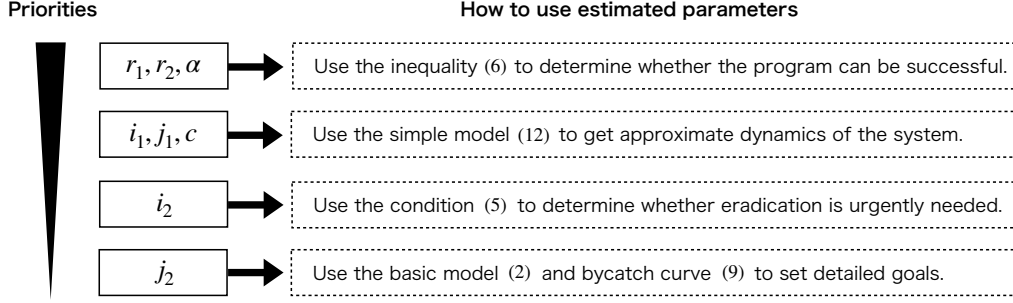 Priorities How to use estimated parameters
r₁, r₂, α Use the inequality (6) to determine whether the program can be successful.
i₁, j₁, c Use the simple model (12) to get approximate dynamics of the system.
i₂ Use the condition (5) to determine whether eradication is urgently needed.
j₂ Use the basic model (2) and bycatch curve (9) to set detailed goals.